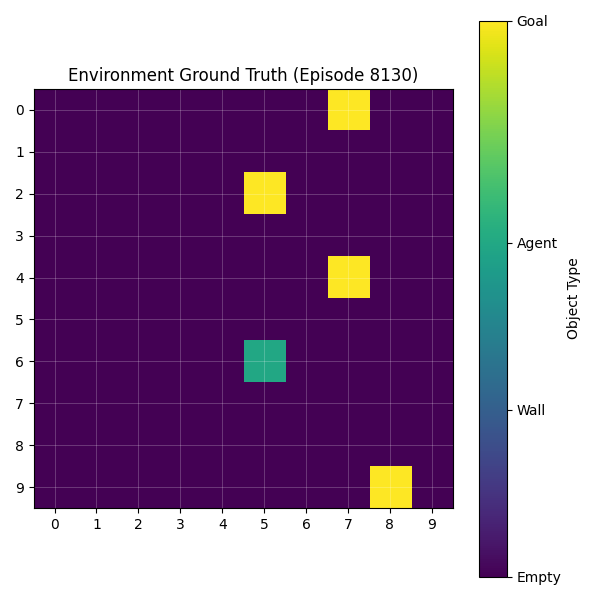 Environment Ground Truth (Episode 8130)
0
1
2
3
4
5
6
7
8
9
0 1 2 3 4 5 6 7 8 9
Goal
Agent
Wall
Empty
Object Type